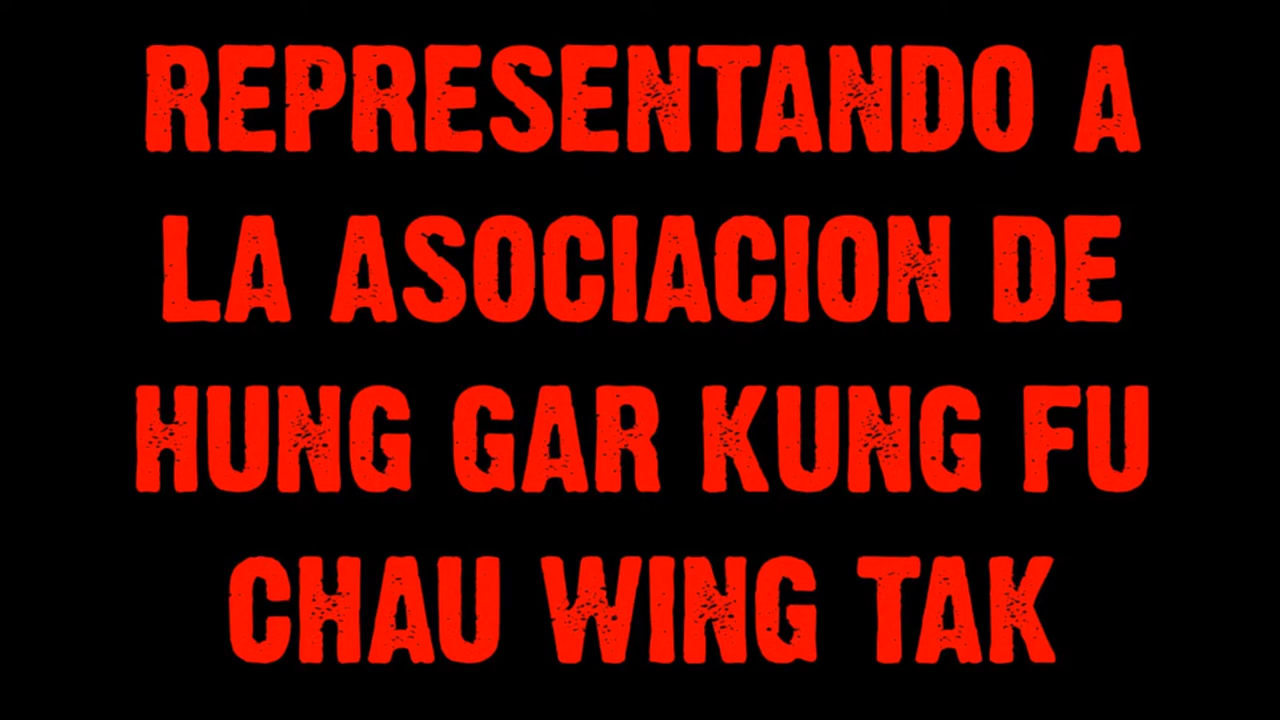 REPRESENTANDO A
LA ASOCIACION DE
HUNG GAR KUNG FU
CHAU WING TAK